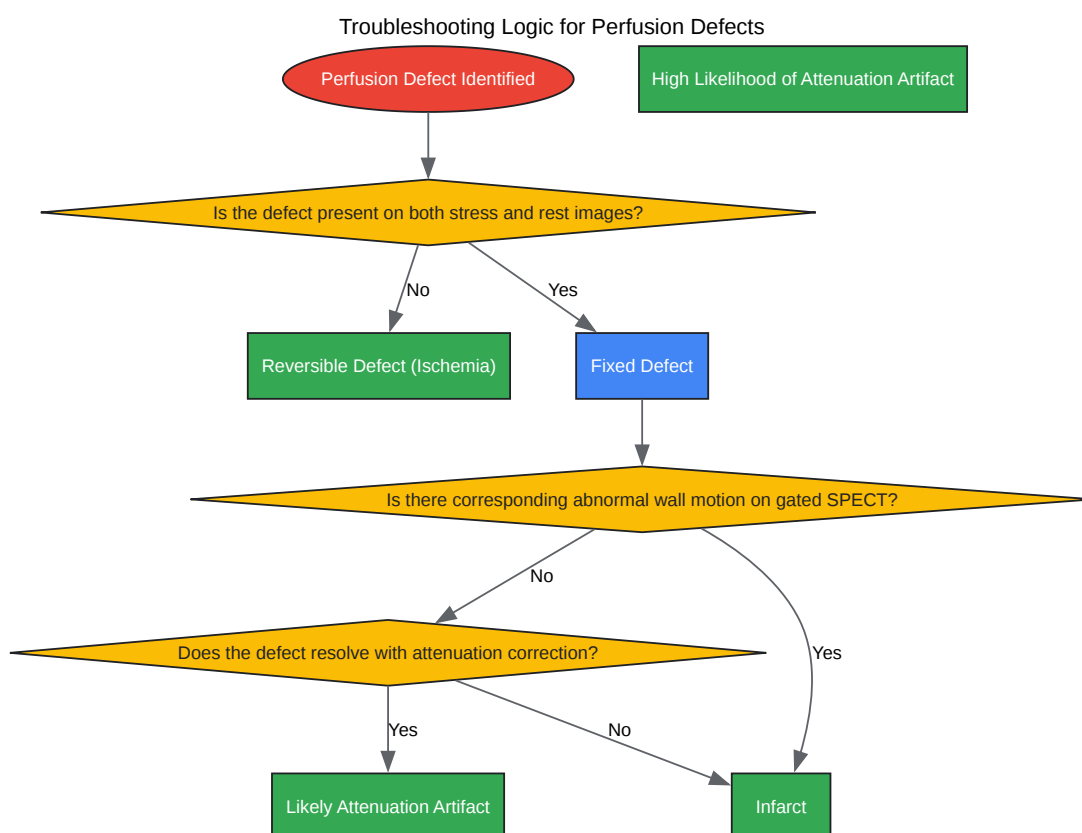 Troubleshooting Logic for Perfusion Defects
Perfusion Defect Identified
High Likelihood of Attenuation Artifact
Is the defect present on both stress and rest images?
No
Yes
Reversible Defect (Ischemia)
Fixed Defect
Is there corresponding abnormal wall motion on gated SPECT?
No
Does the defect resolve with attenuation correction?
Yes
Yes
No
Likely Attenuation Artifact
Infarct